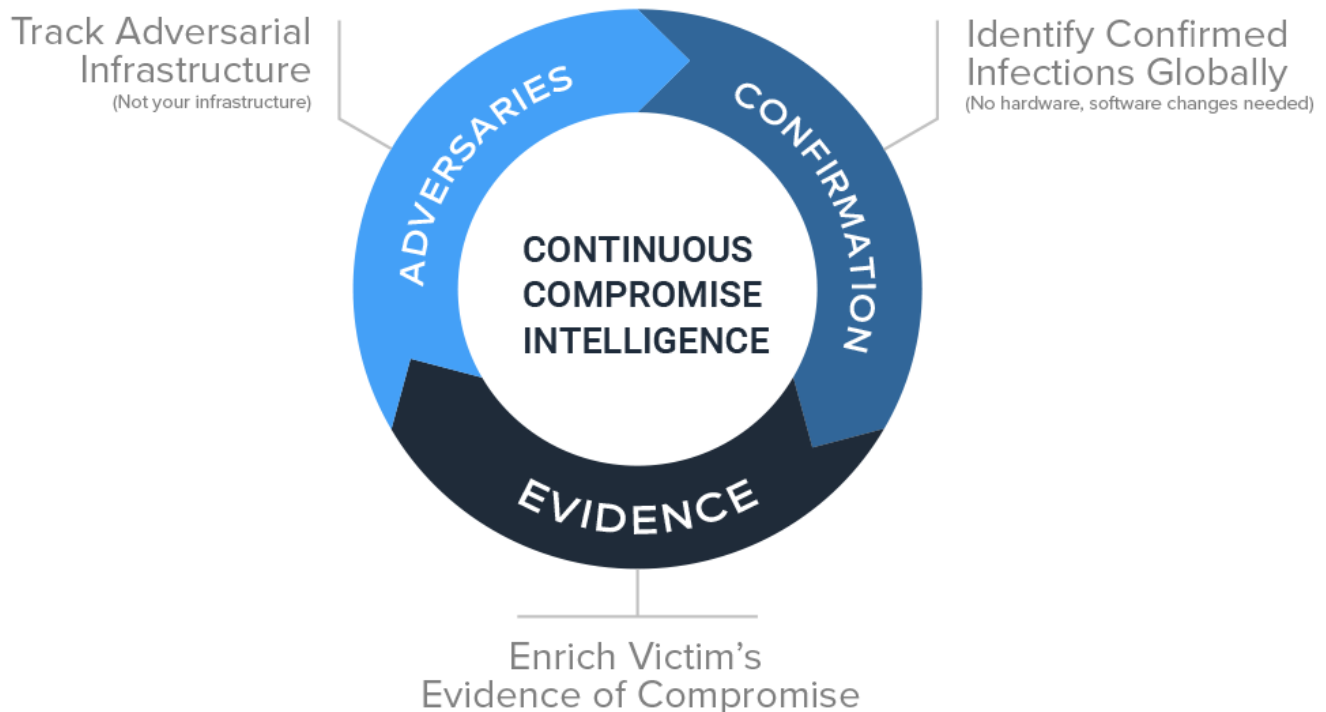 Track Adversarial
Infrastructure
(Not your infrastructure)
Identify Confirmed
Infections Globally
(No hardware, software changes needed)
ADVERSARIES
CONFIRMATION
CONTINUOUS
COMPROMISE
INTELLIGENCE
EVIDENCE
Enrich Victim's
Evidence of Compromise